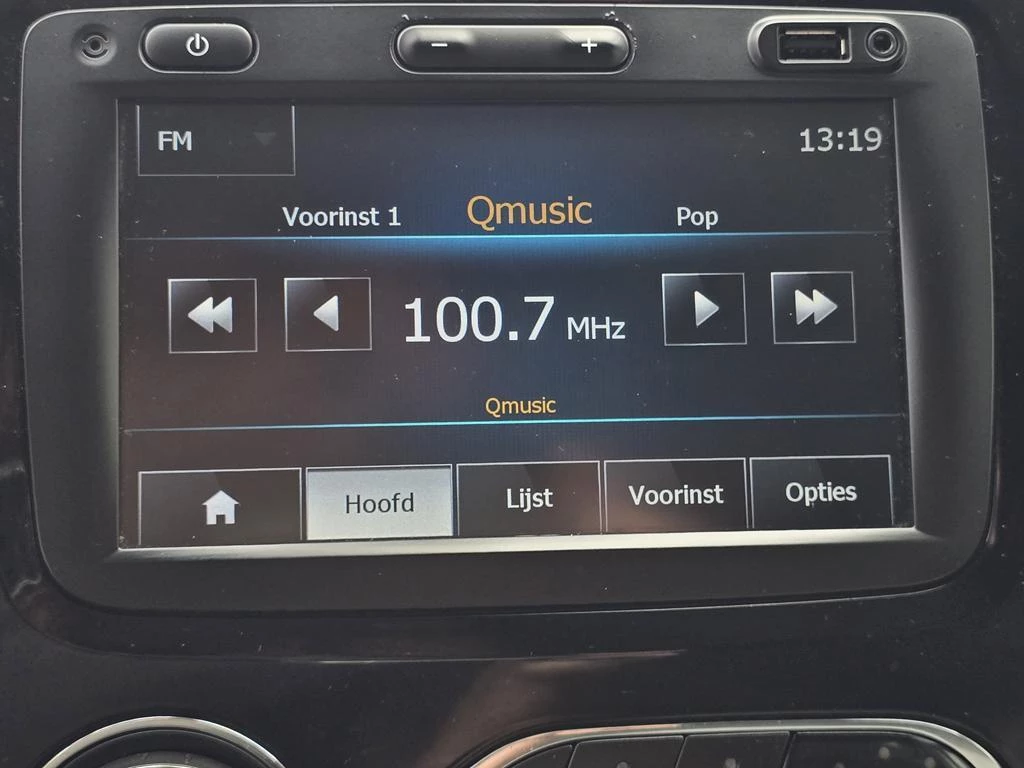 − +
FM
13:19
Voorinst 1 Qmusic Pop
100.7 MHz
Qmusic
Hoofd Lijst Voorinst Opties